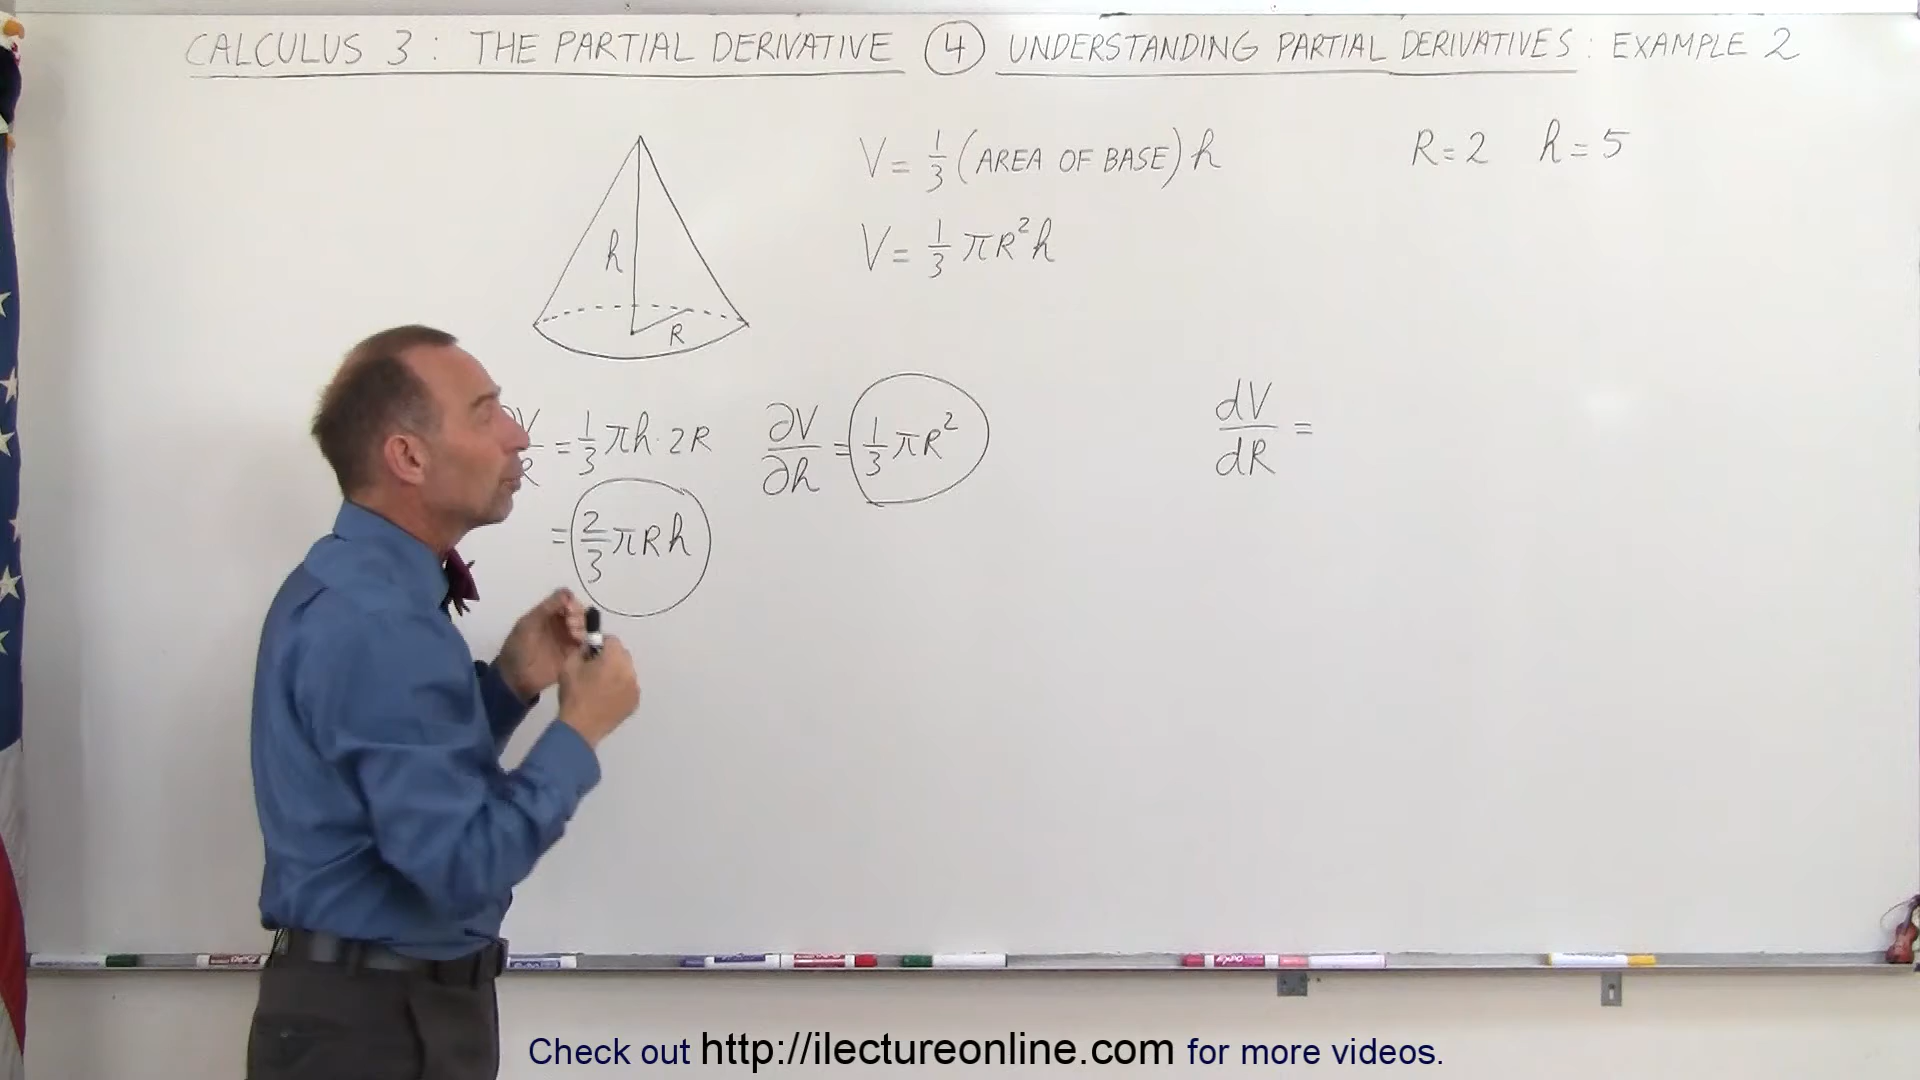 CALCULUS 3 : THE PARTIAL DERIVATIVE ④ UNDERSTANDING PARTIAL DERIVATIVES : EXAMPLE 2
V = 1/3 (AREA OF BASE) h
R = 2 h = 5
V = 1/3 πR²h
h
R
∂V/∂R = 1/3 πh · 2R
= 2/3 πRh
∂V/∂h = 1/3 πR²
dV/dR =
Check out http://ilectureonline.com for more videos.